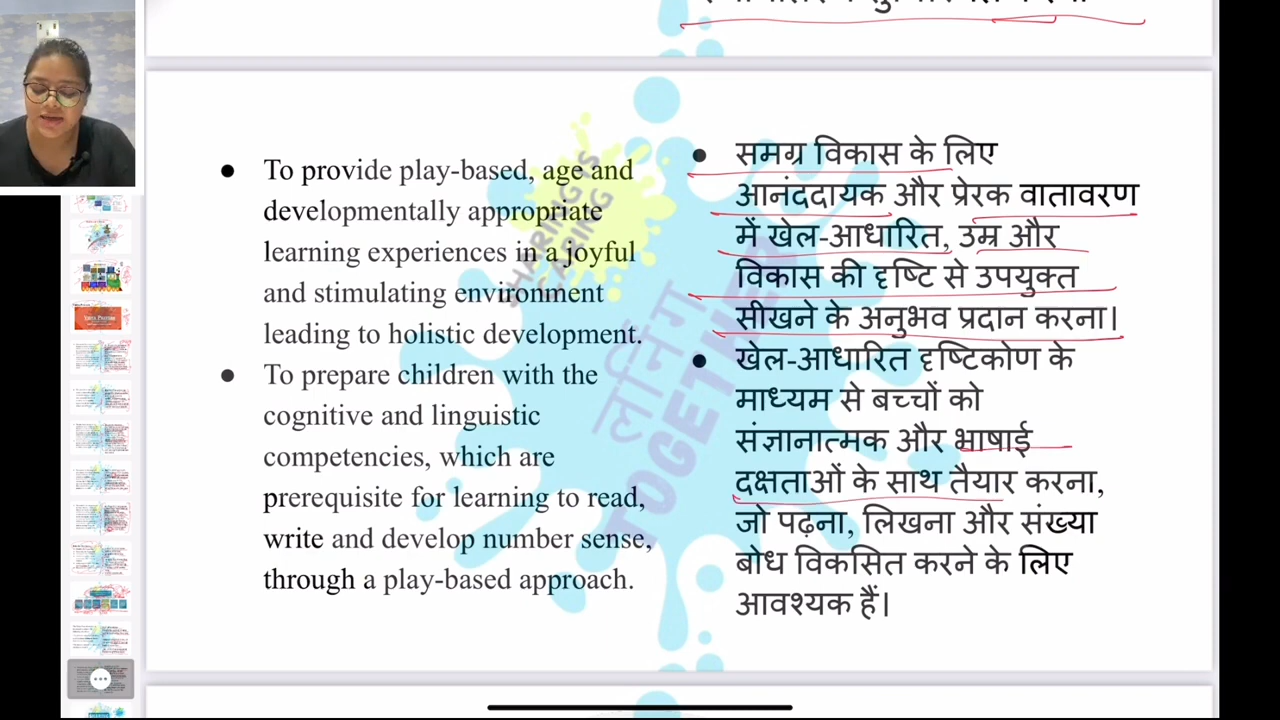 To provide play-based, age and
developmentally appropriate
learning experiences in a joyful
and stimulating environment
leading to holistic development.
To prepare children with the
cognitive and linguistic
competencies, which are
prerequisite for learning to read,
write and develop number sense,
through a play-based approach.
समग्र विकास के लिए
आनंददायक और प्रेरक वातावरण
में खेल-आधारित, उम्र और
विकास की दृष्टि से उपयुक्त
सीखने के अनुभव प्रदान करना।
खेल-आधारित दृष्टिकोण के
माध्यम से बच्चों को
संज्ञानात्मक और भाषाई
दक्षताओं के साथ तैयार करना,
जो पढ़ना, लिखना और संख्या
बोध विकसित करने के लिए
आवश्यक हैं।
SHARING IS
CARING